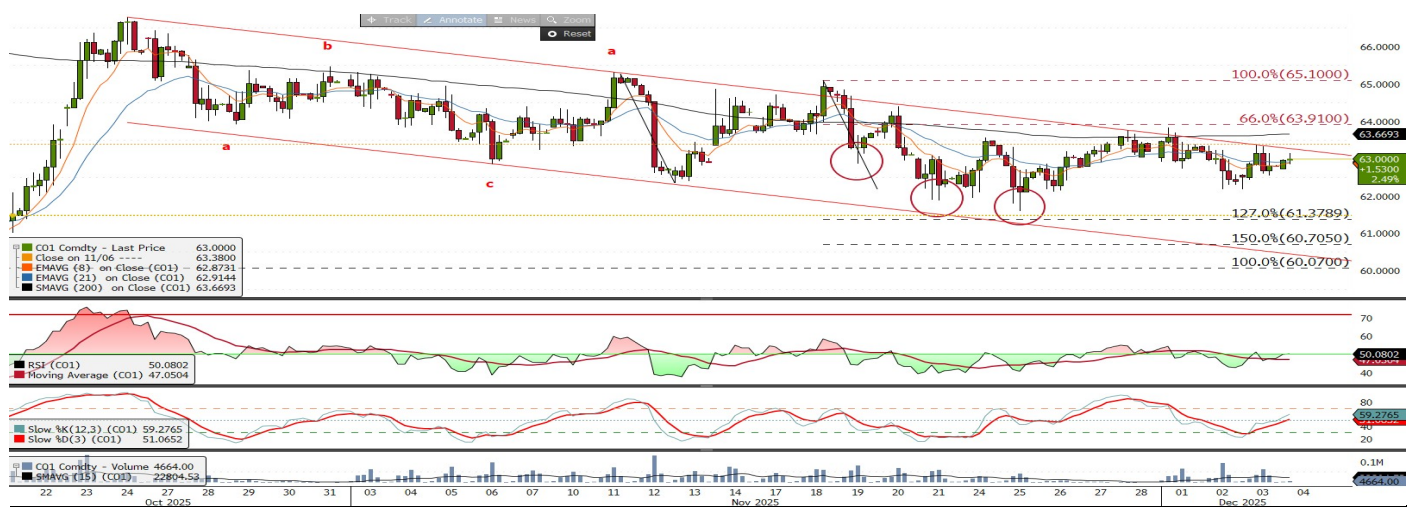 Track Annotate News Zoom
Reset
b
a
a
c
100.0%(65.1000)
66.0%(63.9100)
127.0%(61.3789)
150.0%(60.7050)
100.0%(60.0700)
66.0000
65.0000
64.0000
63.6693
63.0000
+1.5300
2.49%
62.0000
61.0000
60.0000
CO1 Comdty - Last Price 63.0000
Close on 11/06 ---- 63.3800
EMAVG (8) on Close (CO1) 62.8731
EMAVG (21) on Close (CO1) 62.9144
SMAVG (200) on Close (CO1) 63.6693
70
60
50.0802
47.0504
40
RSI (CO1) 50.0802
Moving Average (CO1) 47.0504
80
59.2765
51.0652
40
20
Slow %K(12,3) (CO1) 59.2765
Slow %D(3) (CO1) 51.0652
CO1 Comdty - Volume 4664.00
SMAVG (15) (CO1) 22804.53
0.1M
4664.00
22 23 24 27 28 29 30 31 03 04 05 06 07 10 11 12 13 14 17 18 19 20 21 24 25 26 27 28 01 02 03 04
Oct 2025 Nov 2025 Dec 2025